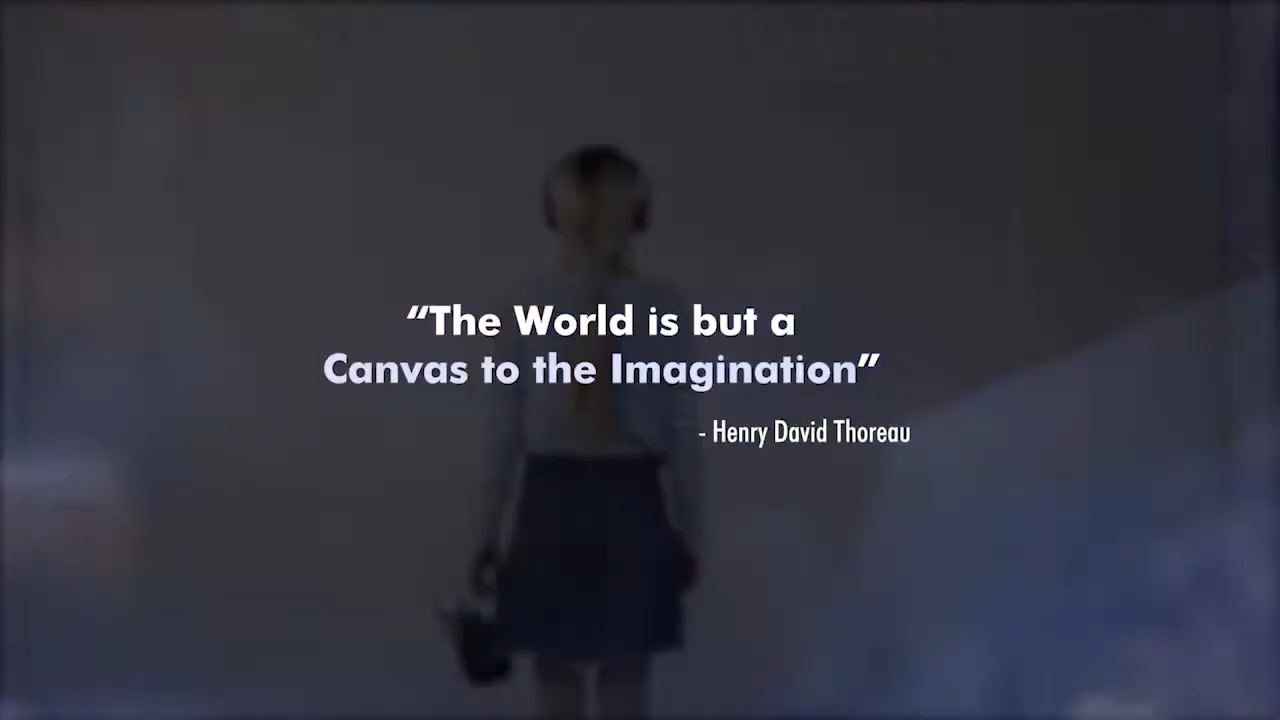 “The World is but a
Canvas to the Imagination”
- Henry David Thoreau